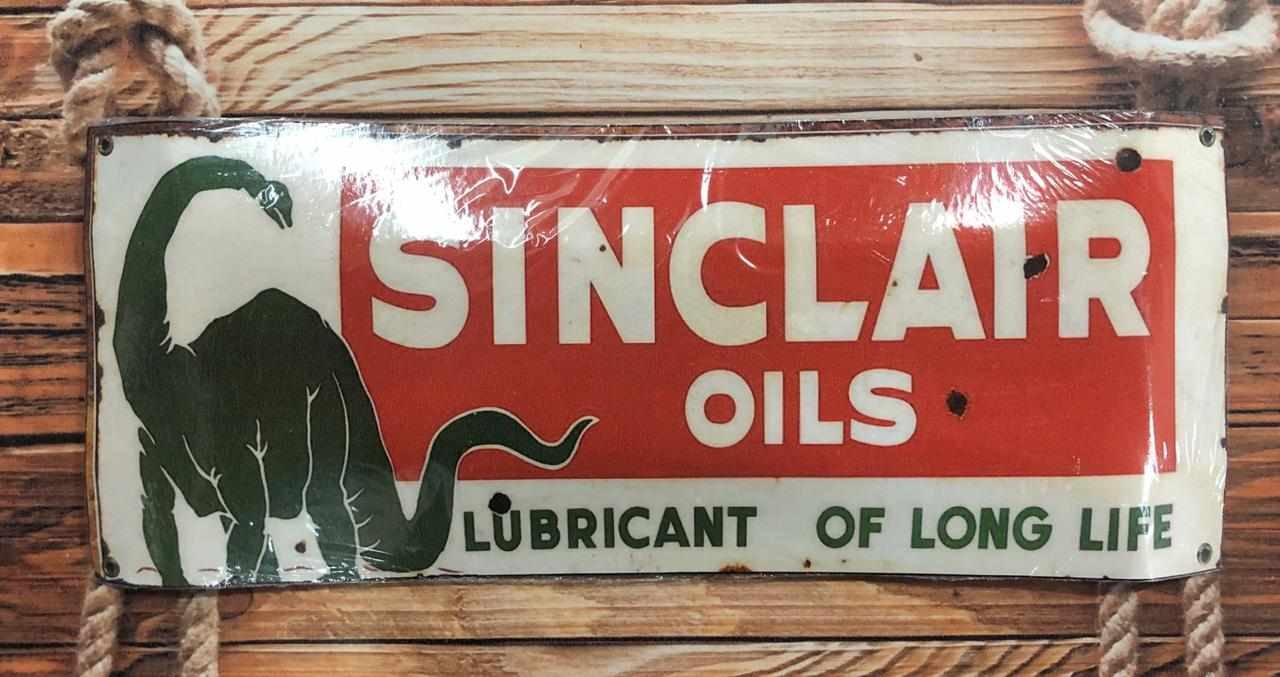 SINCLAIR
OILS
LUBRICANT OF LONG LIFE